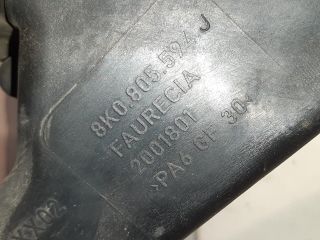 8K0.805.594 J
FAURECIA
2001801
>PA6 GF 30<